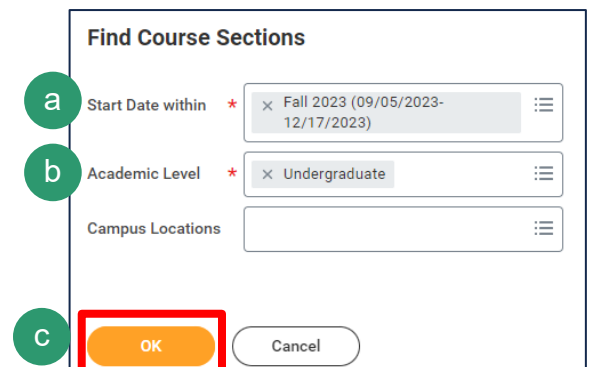 Find Course Sections
a
Start Date within * × Fall 2023 (09/05/2023-
12/17/2023)
b
Academic Level * × Undergraduate
Campus Locations
c
OK Cancel